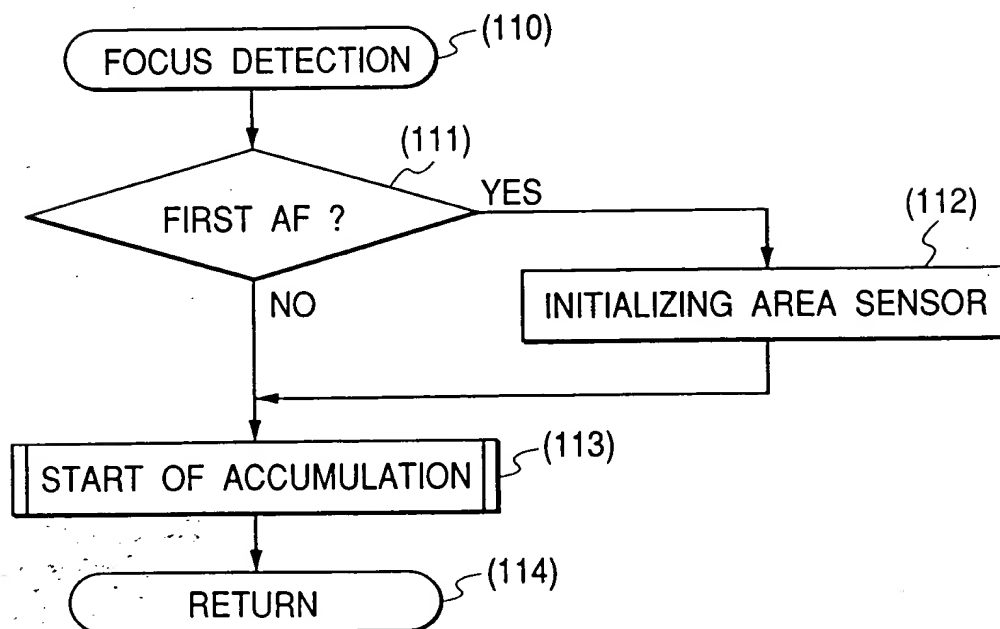 (110)
FOCUS DETECTION
(111)
FIRST AF ?
YES
(112)
INITIALIZING AREA SENSOR
NO
START OF ACCUMULATION
(113)
(114)
RETURN